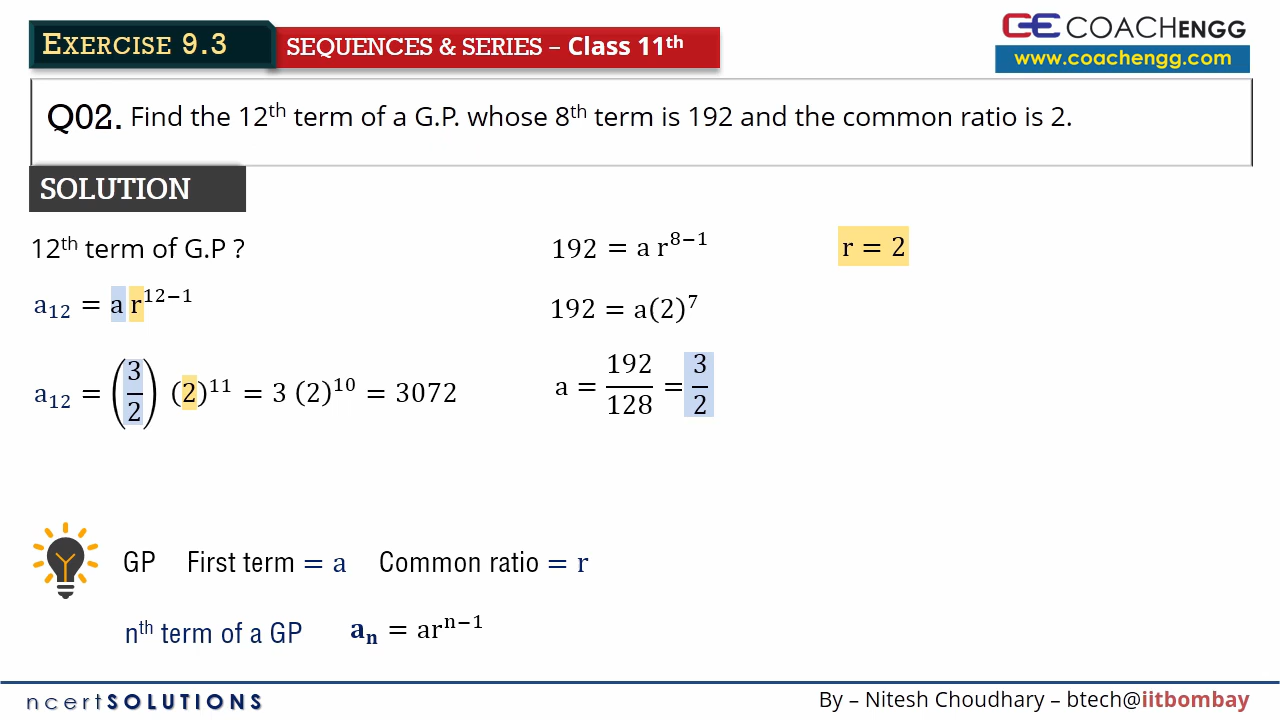 EXERCISE 9.3
SEQUENCES & SERIES – Class 11ᵗʰ
CE COACHENGG
www.coachengg.com
Q02. Find the 12ᵗʰ term of a G.P. whose 8ᵗʰ term is 192 and the common ratio is 2.
SOLUTION
12ᵗʰ term of G.P ?
a₁₂ = a r¹²⁻¹
a₁₂ = (3/2) (2)¹¹ = 3 (2)¹⁰ = 3072
192 = a r⁸⁻¹
192 = a(2)⁷
a = 192/128 = 3/2
r = 2
GP First term = a Common ratio = r
nᵗʰ term of a GP aₙ = arⁿ⁻¹
ncertSOLUTIONS
By – Nitesh Choudhary – btech@iitbombay